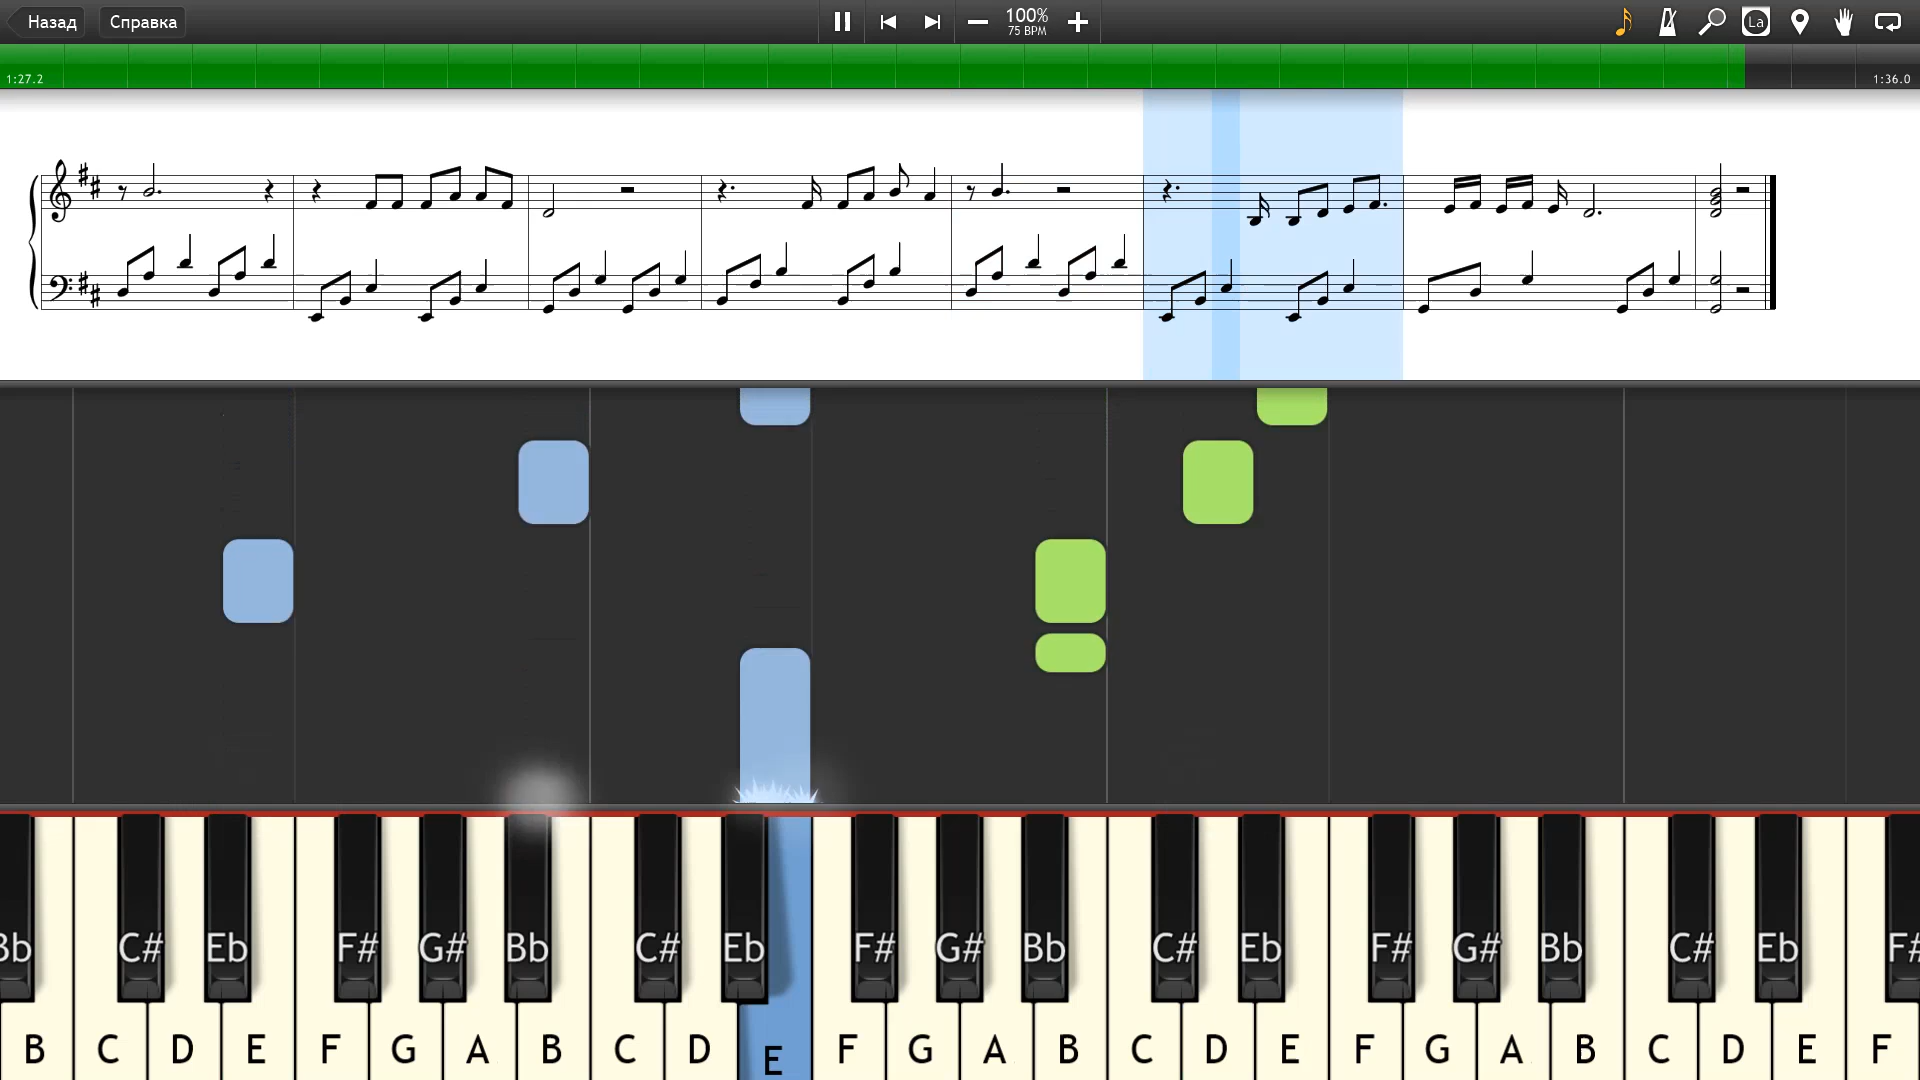 Назад Справка 100% La
75 BPM
1:27.2 1:36.0
Bb C# Eb F# G# Bb C# Eb F# G# Bb C# Eb F# G# Bb C# Eb F#
B C D E F G A B C D E F G A B C D E F G A B C D E F